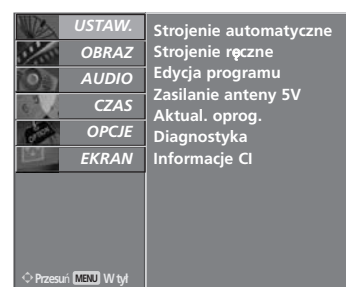 USTAW.
OBRAZ
AUDIO
CZAS
OPCJE
EKRAN
Strojenie automatyczne
Strojenie ręczne
Edycja programu
Zasilanie anteny 5V
Aktual. oprog.
Diagnostyka
Informacje CI
Przesuń MENU W tył